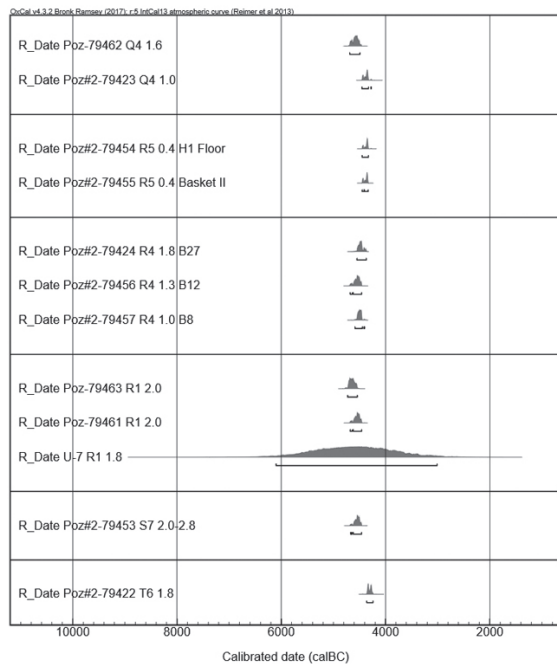 OxCal v4.3.2 Bronk Ramsey (2017); r:5 IntCal13 atmospheric curve (Reimer et al 2013)
R_Date Poz-79462 Q4 1.6
R_Date Poz#2-79423 Q4 1.0
R_Date Poz#2-79454 R5 0.4 H1 Floor
R_Date Poz#2-79455 R5 0.4 Basket II
R_Date Poz#2-79424 R4 1.8 B27
R_Date Poz#2-79456 R4 1.3 B12
R_Date Poz#2-79457 R4 1.0 B8
R_Date Poz-79463 R1 2.0
R_Date Poz-79461 R1 2.0
R_Date U-7 R1 1.8
R_Date Poz#2-79453 S7 2.0-2.8
R_Date Poz#2-79422 T6 1.8
10000 8000 6000 4000 2000
Calibrated date (calBC)